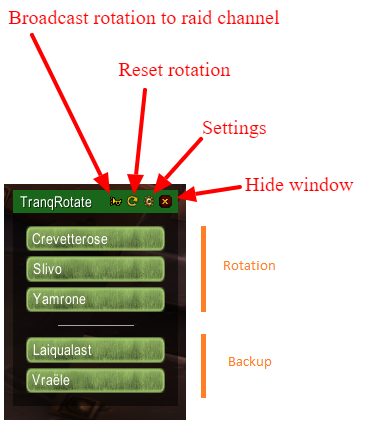 Broadcast rotation to raid channel
Reset rotation
Settings
Hide window
TranqRotate
Crevetterose
Slivo
Yamrone
Rotation
Laiqualast
Vraële
Backup